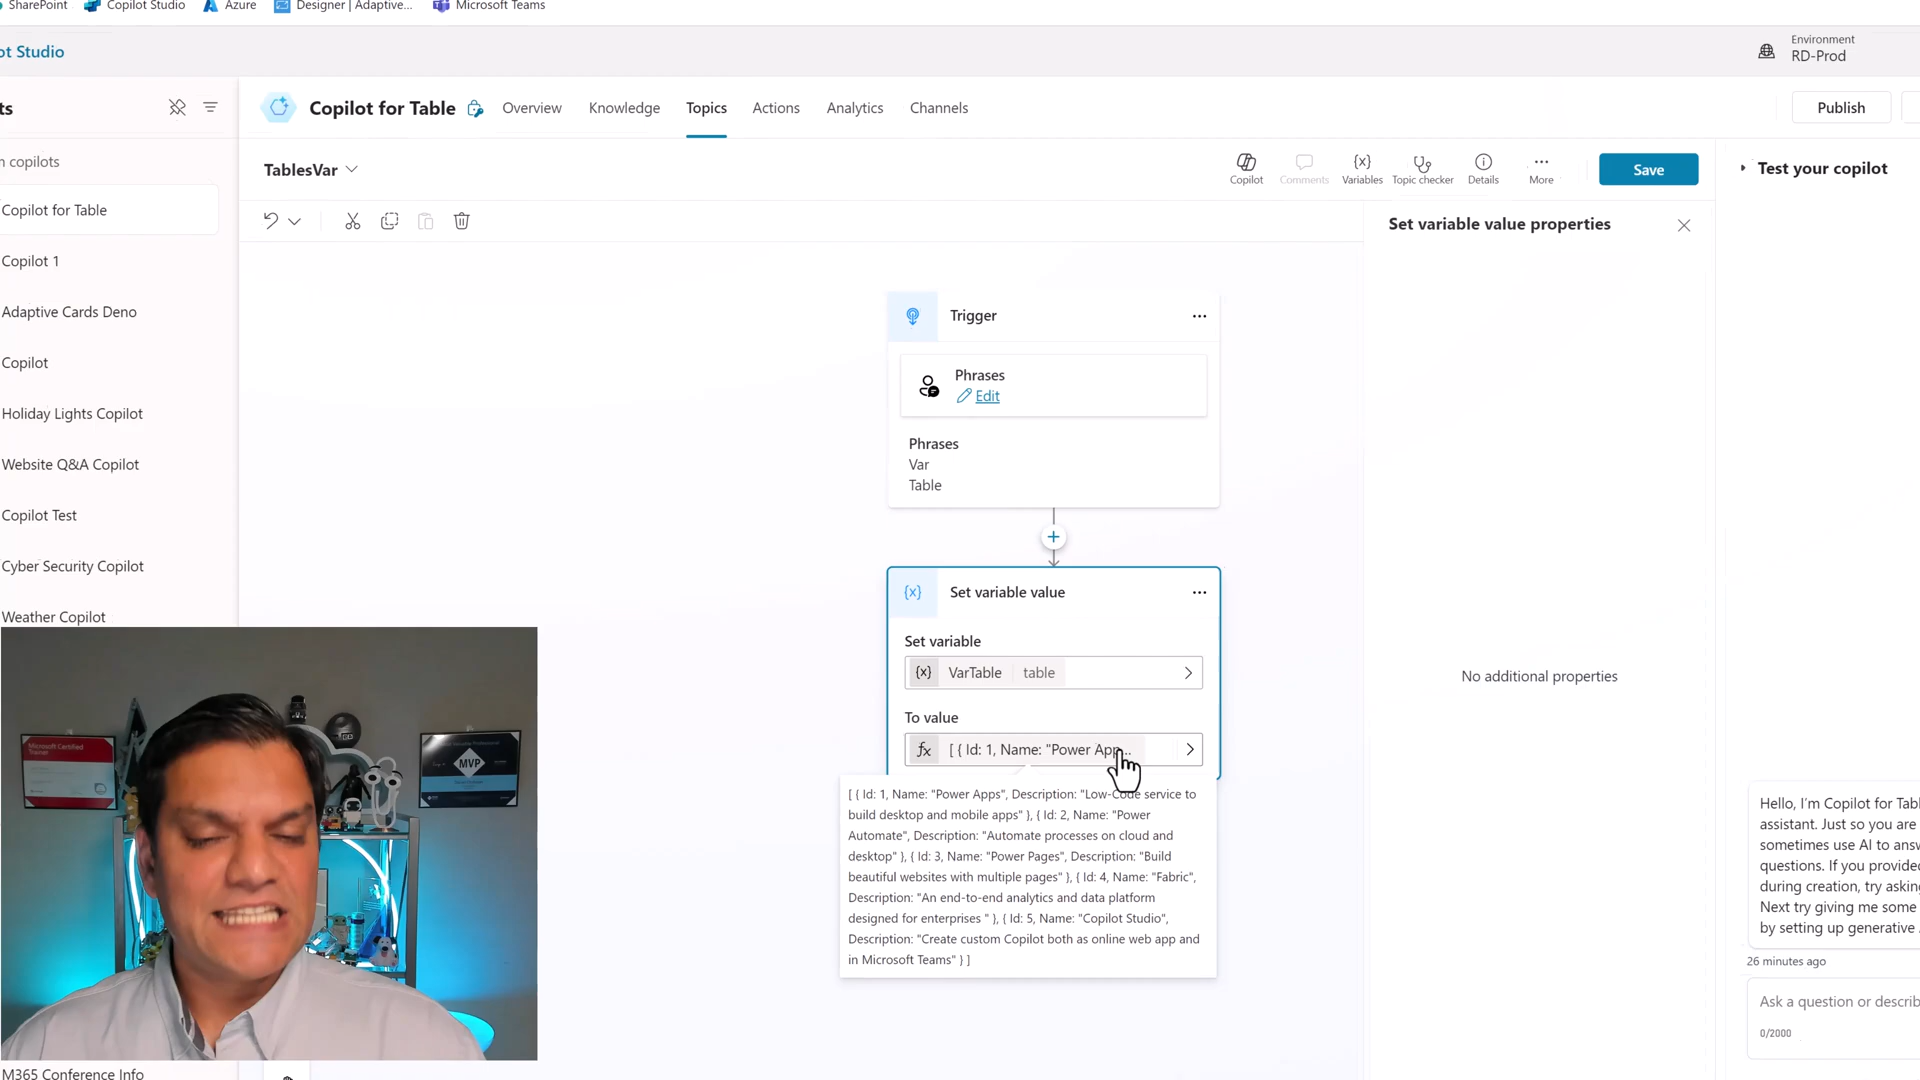 SharePoint
Copilot Studio
Azure
Designer | Adaptive...
Microsoft Teams
ot Studio
Environment
RD-Prod
ts
Copilot for Table
Overview
Knowledge
Topics
Actions
Analytics
Channels
Publish
m copilots
Copilot for Table
Copilot 1
Adaptive Cards Deno
Copilot
Holiday Lights Copilot
Website Q&A Copilot
Copilot Test
Cyber Security Copilot
Weather Copilot
M365 Conference Info
TablesVar
Copilot
Comments
{x}
Variables
Topic checker
Details
More
Save
Trigger
Phrases
Edit
Phrases
Var
Table
{x} Set variable value
Set variable
{x} VarTable table
To value
fx [ { Id: 1, Name: "Power App...
[ { Id: 1, Name: "Power Apps", Description: "Low-Code service to
build desktop and mobile apps" }, { Id: 2, Name: "Power
Automate", Description: "Automate processes on cloud and
desktop" }, { Id: 3, Name: "Power Pages", Description: "Build
beautiful websites with multiple pages" }, { Id: 4, Name: "Fabric",
Description: "An end-to-end analytics and data platform
designed for enterprises " }, { Id: 5, Name: "Copilot Studio",
Description: "Create custom Copilot both as online web app and
in Microsoft Teams" } ]
Set variable value properties
No additional properties
Test your copilot
Hello, I'm Copilot for Tabl
assistant. Just so you are
sometimes use AI to answ
questions. If you provided
during creation, try asking
Next try giving me some
by setting up generative
26 minutes ago
Ask a question or describ
0/2000
Microsoft Certified
Trainer
MVP